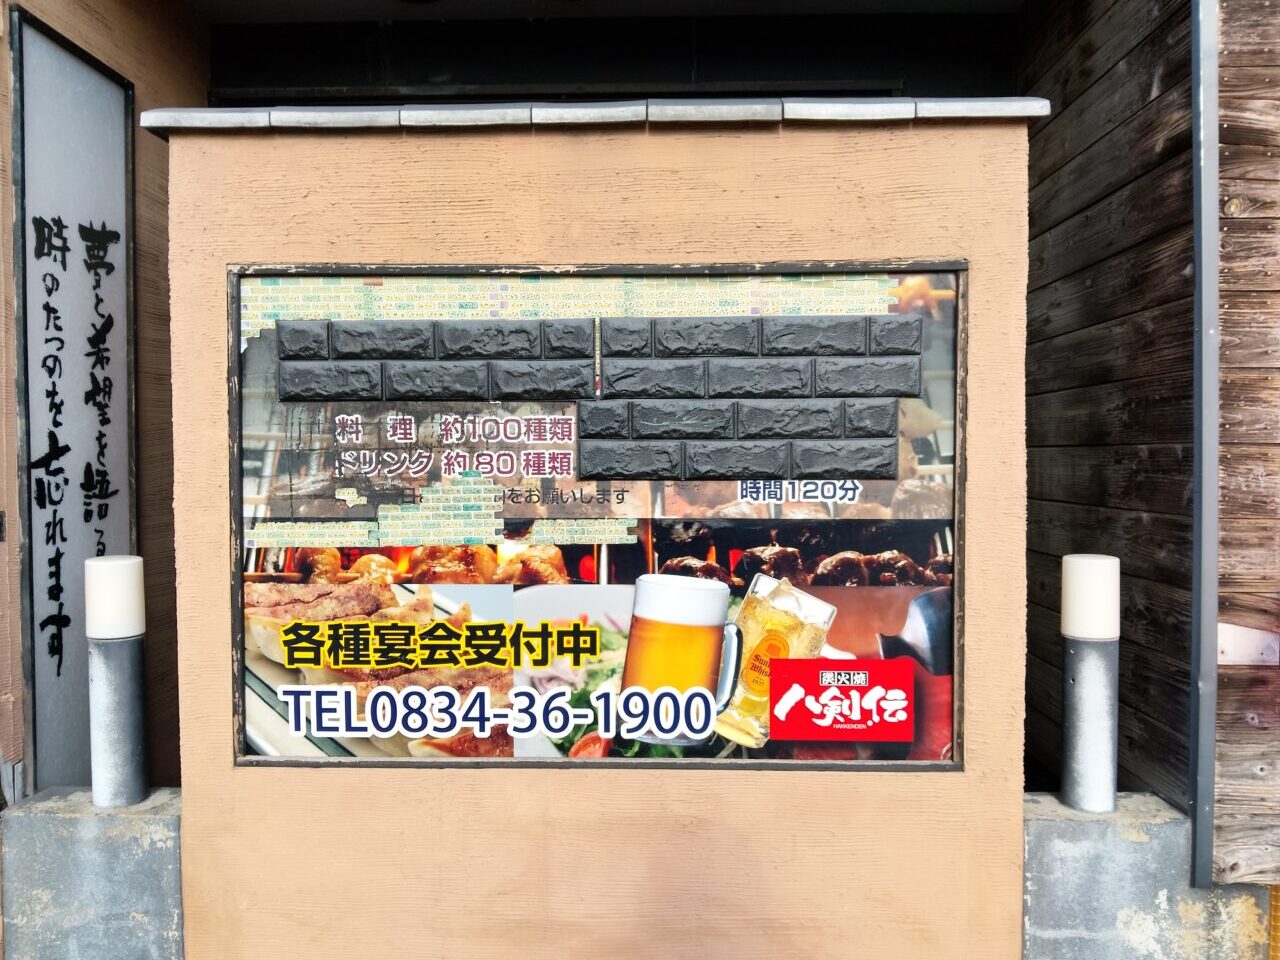 夢と希望を語る
時のたつのを忘れます
料 理 約100種類
ドリンク 約80種類
をお願いします
時間120分
各種宴会受付中
TEL0834-36-1900
炭火焼
八剣伝
HAKKENDEN